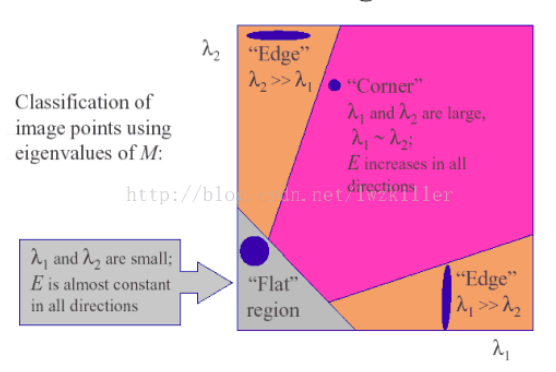 λ₂
"Edge"
λ₂ >> λ₁
"Corner"
λ₁ and λ₂ are large,
λ₁ ~ λ₂;
E increases in all
directions
Classification of
image points using
eigenvalues of M:
λ₁ and λ₂ are small;
E is almost constant
in all directions
"Flat"
region
"Edge"
λ₁ >> λ₂
λ₁